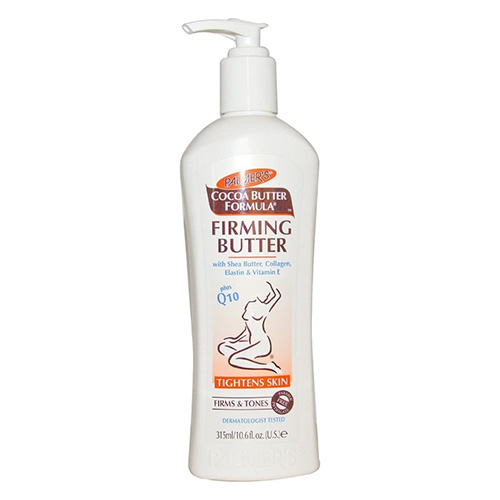 PALMER'S
COCOA BUTTER
FORMULA®
FIRMING
BUTTER
with Shea Butter, Collagen,
Elastin & Vitamin E
plus
Q10
®
TIGHTENS SKIN
FIRMS & TONES
DERMATOLOGIST TESTED
315ml/10.6fl.oz. (U.S.)℮
PALMER'S